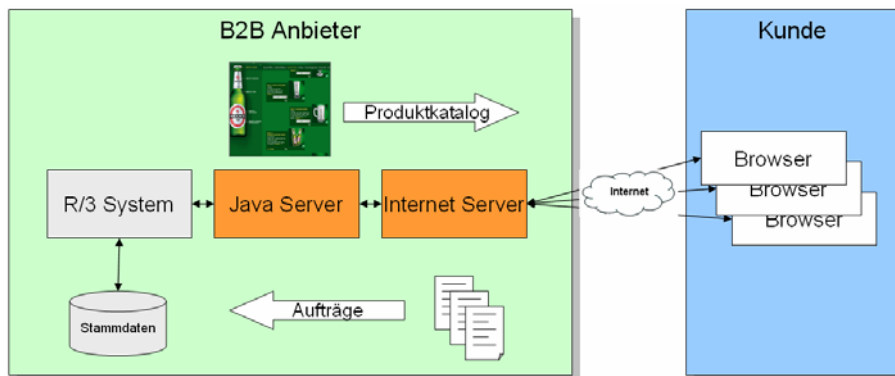 B2B Anbieter
Kunde
Produktkatalog
R/3 System
Java Server
Internet Server
Internet
Browser
Browser
Browser
Stammdaten
Aufträge